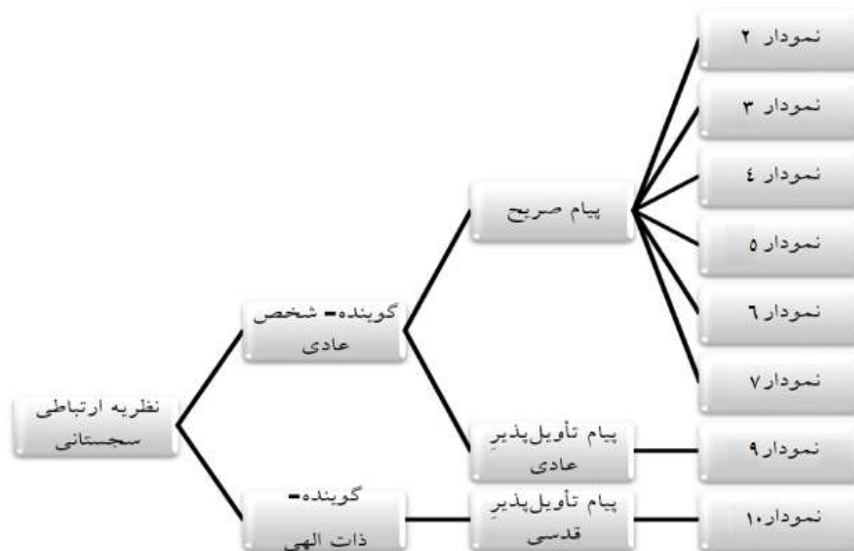 نمودار ۲
نمودار ۳
نمودار ٤
نمودار ٥
نمودار ٦
نمودار ۷
نمودار ۹
نمودار ۱۰
پیام صریح
پیام تأویل‌پذیرِ
عادی
پیام تأویل‌پذیرِ
قدسی
گوینده- شخص
عادی
گوینده-
ذات الهی
نظریه ارتباطی
سجستانی